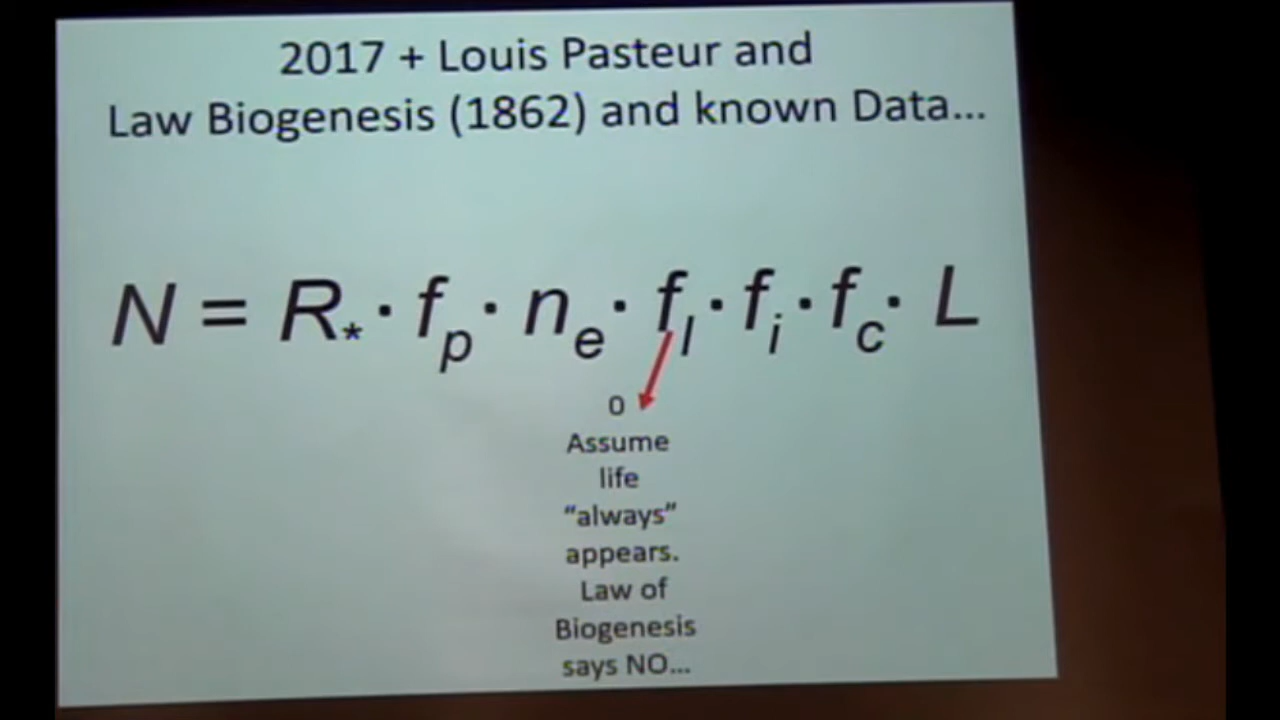 2017 + Louis Pasteur and
Law Biogenesis (1862) and known Data...
N = R* · fp · ne · fl · fi · fc · L
0
Assume
life
“always”
appears.
Law of
Biogenesis
says NO...